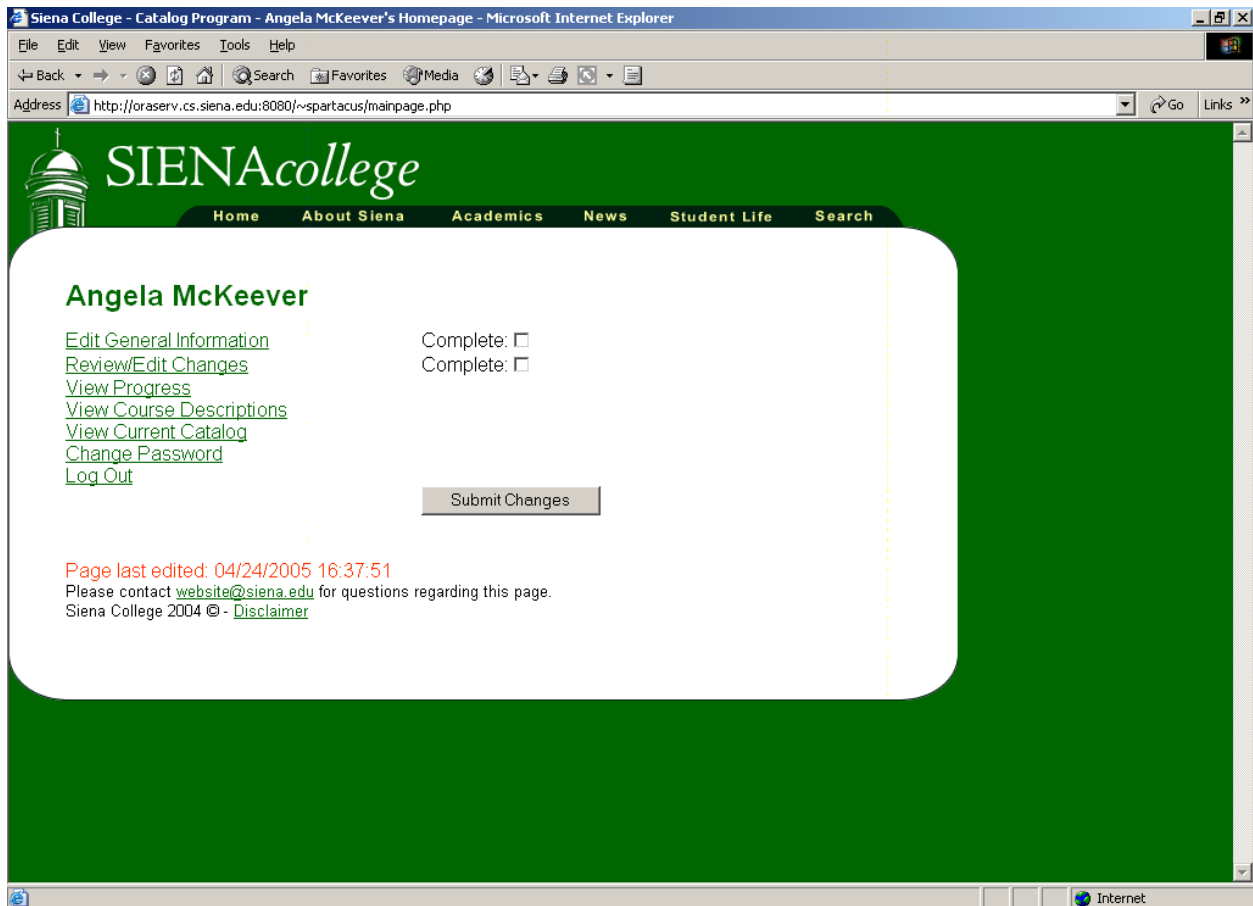 Siena College - Catalog Program - Angela McKeever's Homepage - Microsoft Internet Explorer
File Edit View Favorites Tools Help
Back Search Favorites Media
Address http://oraserv.cs.siena.edu:8080/~spartacus/mainpage.php Go Links »
SIENAcollege
Home About Siena Academics News Student Life Search
Angela McKeever
Edit General Information Complete:
Review/Edit Changes Complete:
View Progress
View Course Descriptions
View Current Catalog
Change Password
Log Out
Submit Changes
Page last edited: 04/24/2005 16:37:51
Please contact website@siena.edu for questions regarding this page.
Siena College 2004 © - Disclaimer
Internet